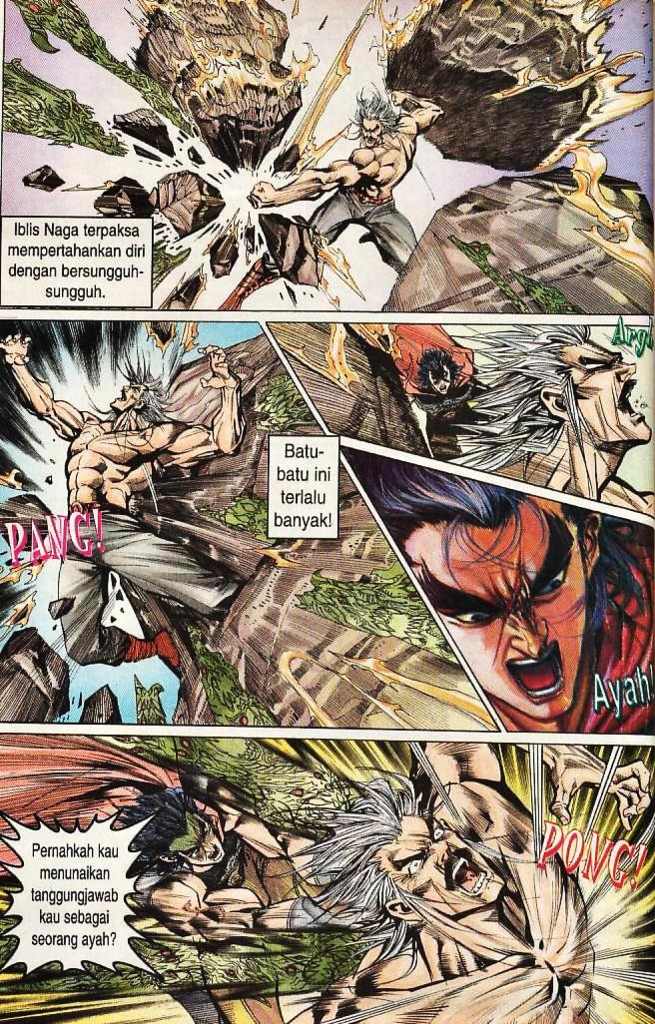 Iblis Naga terpaksa
mempertahankan diri
dengan bersungguh-
sungguh.
Argh
PANG!
Batu-
batu ini
terlalu
banyak!
Ayah!
Pernahkah kau
menunaikan
tanggungjawab
kau sebagai
seorang ayah?
PONG!